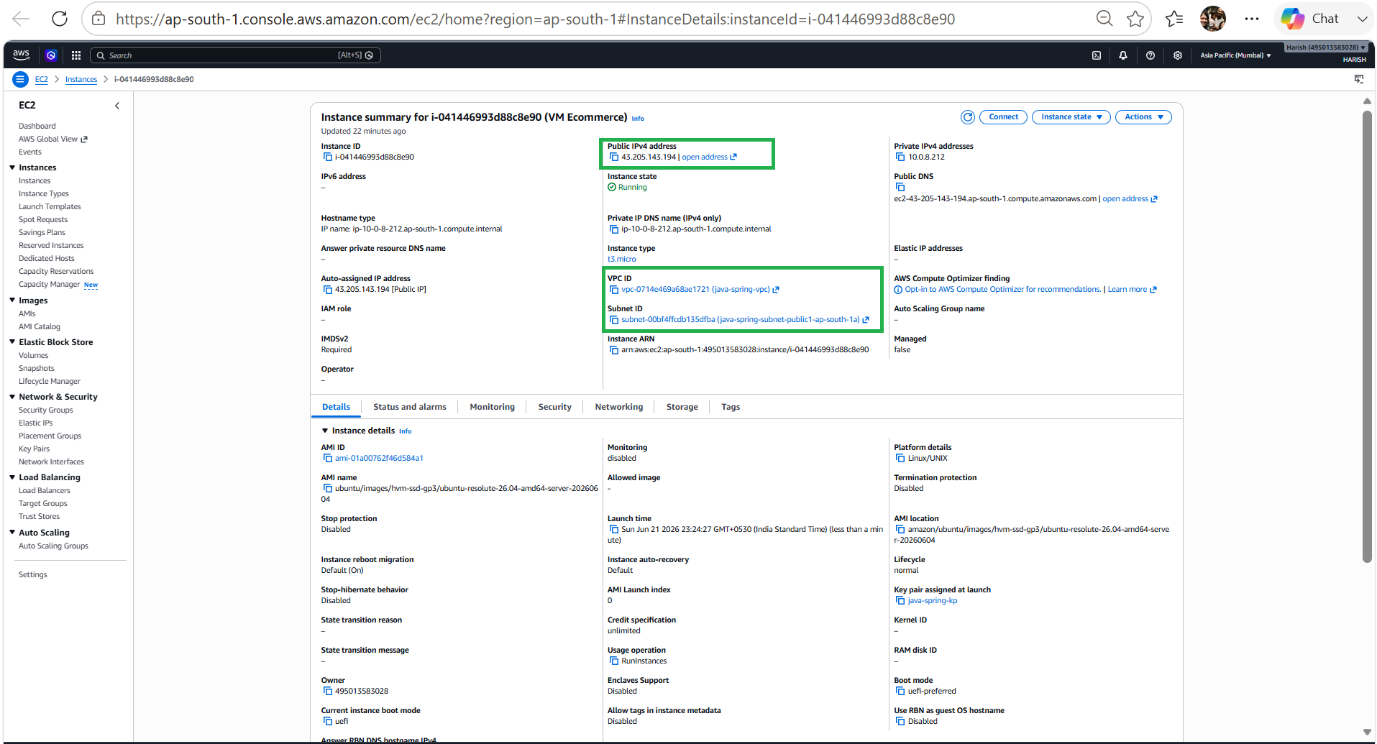 https://ap-south-1.console.aws.amazon.com/ec2/home?region=ap-south-1#InstanceDetails:instanceId=i-041446993d88c8e90
Chat
aws
Search
[Alt+S]
Asia Pacific (Mumbai)
Harish (495013583028)
HARISH
EC2 > Instances > i-041446993d88c8e90
EC2
Dashboard
AWS Global View
Events
Instances
Instances
Instance Types
Launch Templates
Spot Requests
Savings Plans
Reserved Instances
Dedicated Hosts
Capacity Reservations
Capacity Manager New
Images
AMIs
AMI Catalog
Elastic Block Store
Volumes
Snapshots
Lifecycle Manager
Network & Security
Security Groups
Elastic IPs
Placement Groups
Key Pairs
Network Interfaces
Load Balancing
Load Balancers
Target Groups
Trust Stores
Auto Scaling
Auto Scaling Groups
Settings
Instance summary for i-041446993d88c8e90 (VM Ecommerce) Info
Connect
Instance state
Actions
Updated 22 minutes ago
Instance ID
i-041446993d88c8e90
Public IPv4 address
43.205.143.194 | open address
Private IPv4 addresses
10.0.8.212
IPv6 address
–
Instance state
Running
Public DNS
ec2-43-205-143-194.ap-south-1.compute.amazonaws.com | open address
Hostname type
IP name: ip-10-0-8-212.ap-south-1.compute.internal
Private IP DNS name (IPv4 only)
ip-10-0-8-212.ap-south-1.compute.internal
Answer private resource DNS name
–
Instance type
t3.micro
Elastic IP addresses
–
Auto-assigned IP address
43.205.143.194 [Public IP]
VPC ID
vpc-0714e469a68ae1721 (java-spring-vpc)
AWS Compute Optimizer finding
Opt-in to AWS Compute Optimizer for recommendations. | Learn more
IAM role
–
Subnet ID
subnet-00bf4ffcdb135dfba (java-spring-subnet-public1-ap-south-1a)
Auto Scaling Group name
–
IMDSv2
Required
Instance ARN
arn:aws:ec2:ap-south-1:495013583028:instance/i-041446993d88c8e90
Managed
false
Operator
–
Details
Status and alarms
Monitoring
Security
Networking
Storage
Tags
Instance details Info
AMI ID
ami-01a00762f46d584a1
Monitoring
disabled
Platform details
Linux/UNIX
AMI name
ubuntu/images/hvm-ssd-gp3/ubuntu-resolute-26.04-amd64-server-202606
04
Allowed image
–
Termination protection
Disabled
Stop protection
Disabled
Launch time
Sun Jun 21 2026 23:24:27 GMT+0530 (India Standard Time) (less than a min
ute)
AMI location
amazon/ubuntu/images/hvm-ssd-gp3/ubuntu-resolute-26.04-amd64-serve
r-20260604
Instance reboot migration
Default (On)
Instance auto-recovery
Default
Lifecycle
normal
Stop-hibernate behavior
Disabled
AMI Launch index
0
Key pair assigned at launch
java-spring-kp
State transition reason
–
Credit specification
unlimited
Kernel ID
–
State transition message
–
Usage operation
RunInstances
RAM disk ID
–
Owner
495013583028
Enclaves Support
Disabled
Boot mode
uefi-preferred
Current instance boot mode
uefi
Allow tags in instance metadata
Disabled
Use RBN as guest OS hostname
Disabled
Answer RBN DNS hostname IPv4